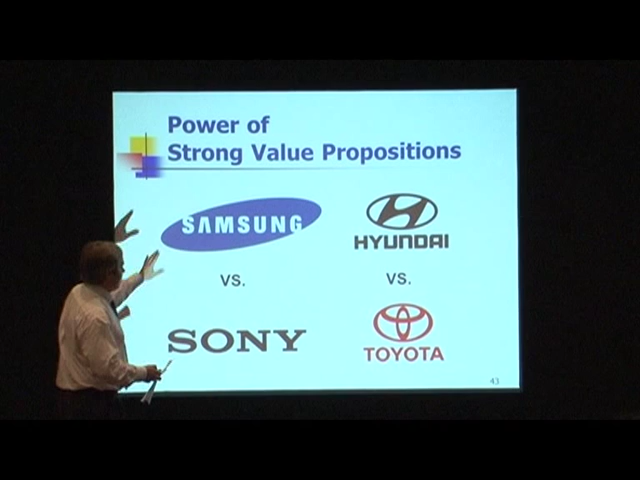 Power of
Strong Value Propositions
SAMSUNG
HYUNDAI
vs.
vs.
SONY
TOYOTA
43